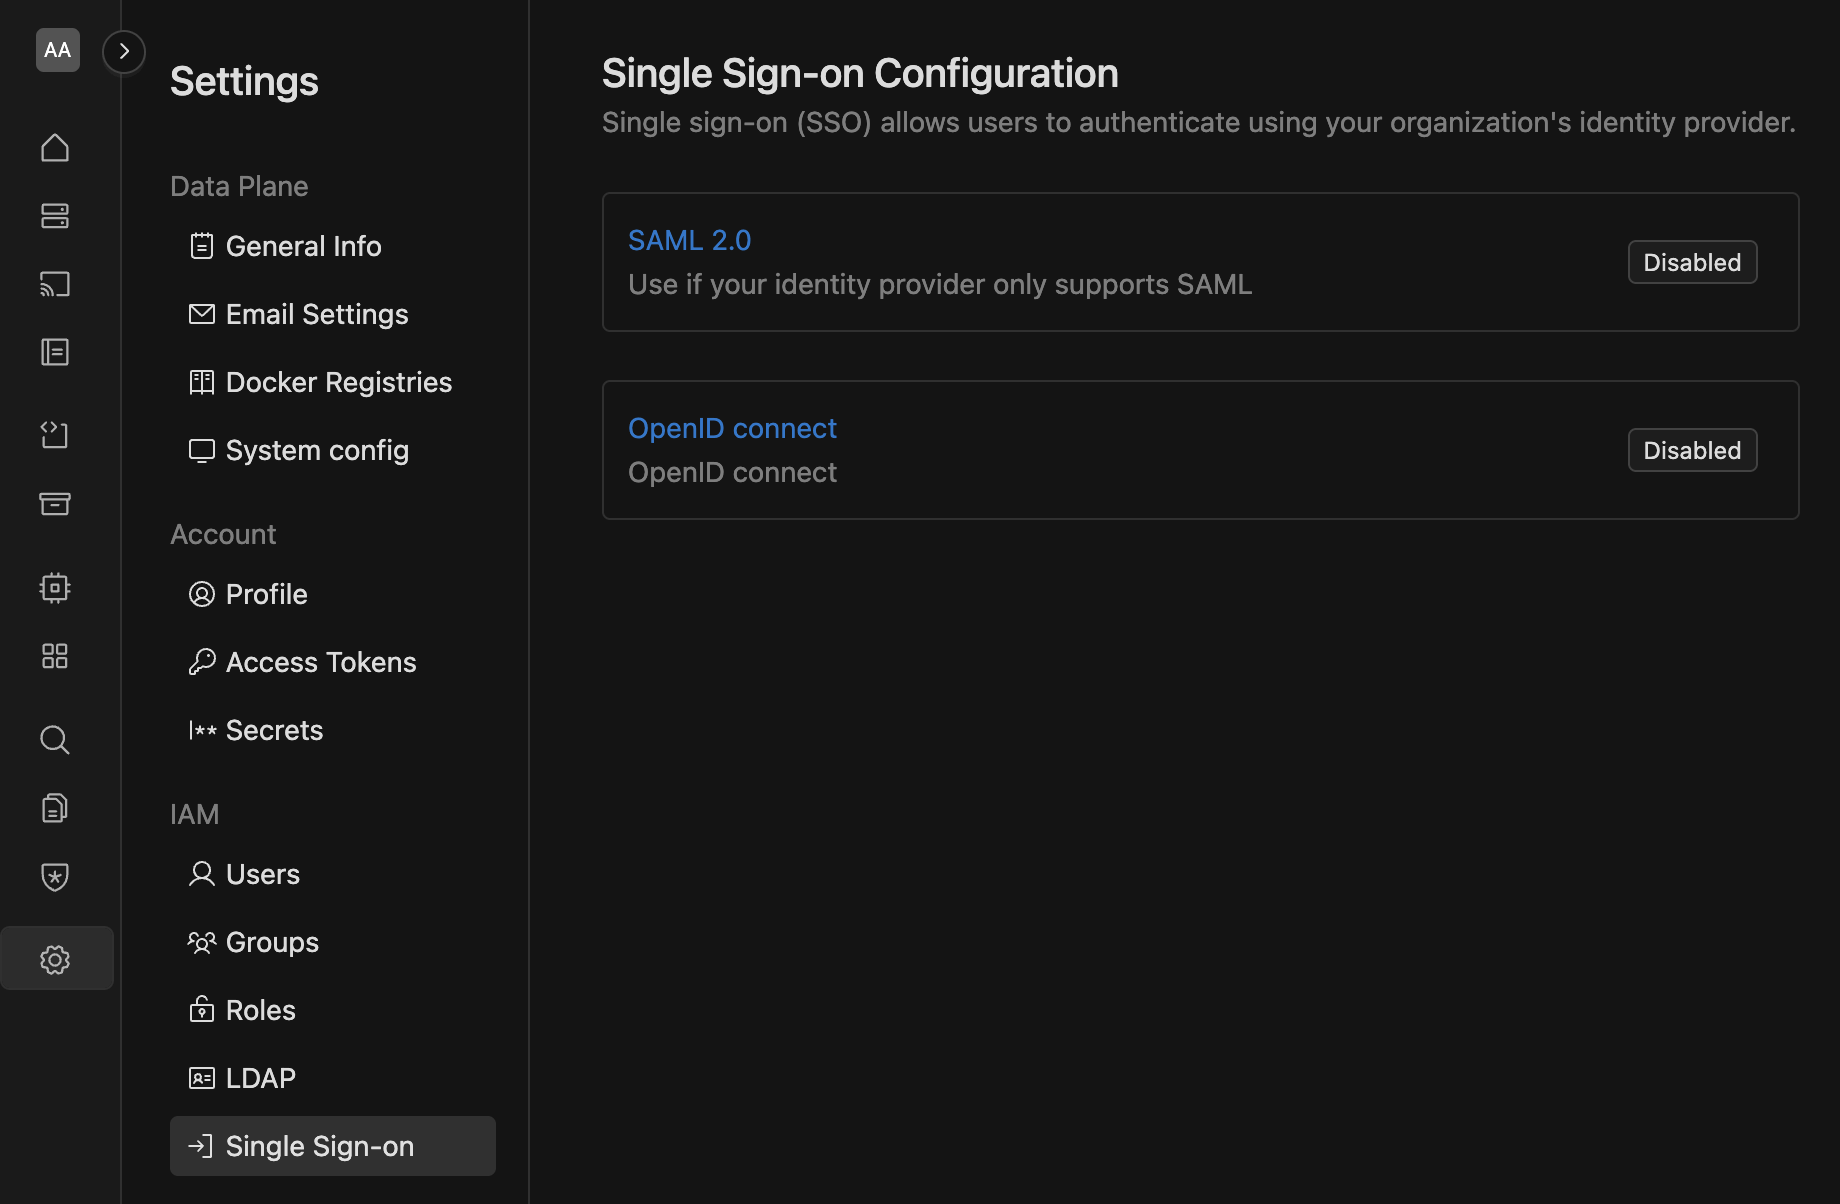 AA
Settings
Data Plane
General Info
Email Settings
Docker Registries
System config
Account
Profile
Access Tokens
Secrets
IAM
Users
Groups
Roles
LDAP
Single Sign-on
Single Sign-on Configuration
Single sign-on (SSO) allows users to authenticate using your organization's identity provider.
SAML 2.0
Use if your identity provider only supports SAML
Disabled
OpenID connect
OpenID connect
Disabled